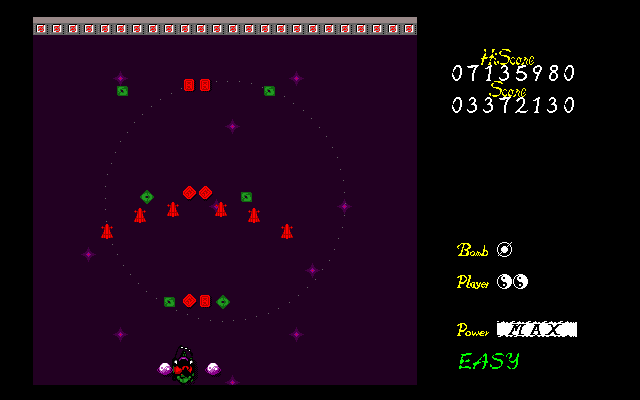 HiScore
07135980
Score
03372130
Bomb
Player
Power MAX
EASY